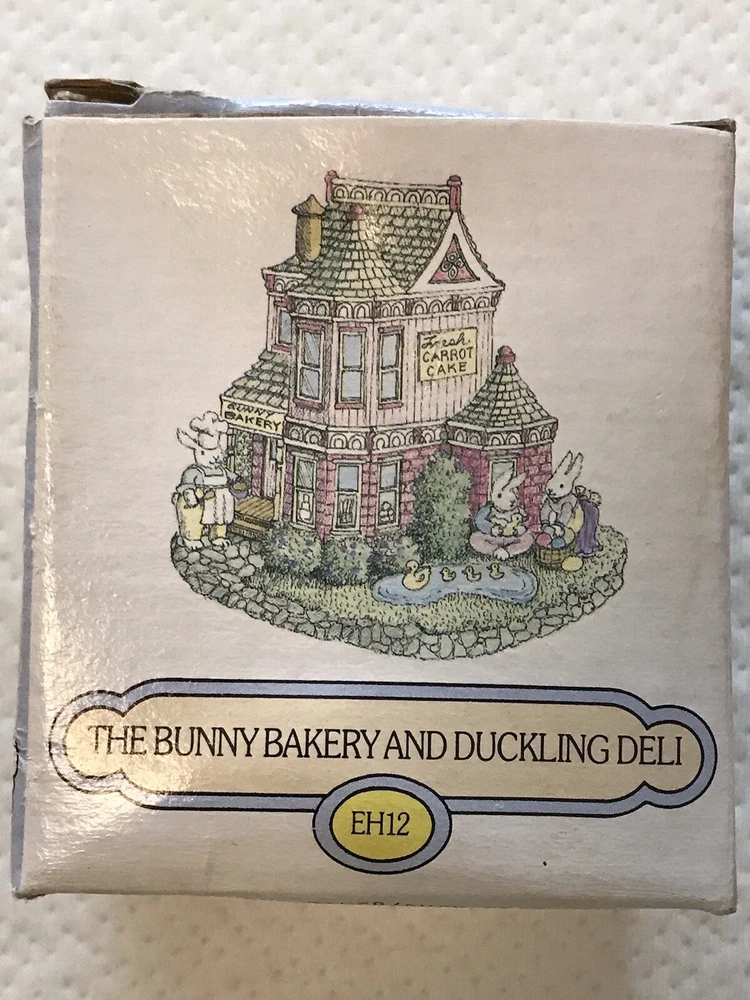 Fresh
CARROT
CAKE
BUNNY
BAKERY
THE BUNNY BAKERY AND DUCKLING DELI
EH12